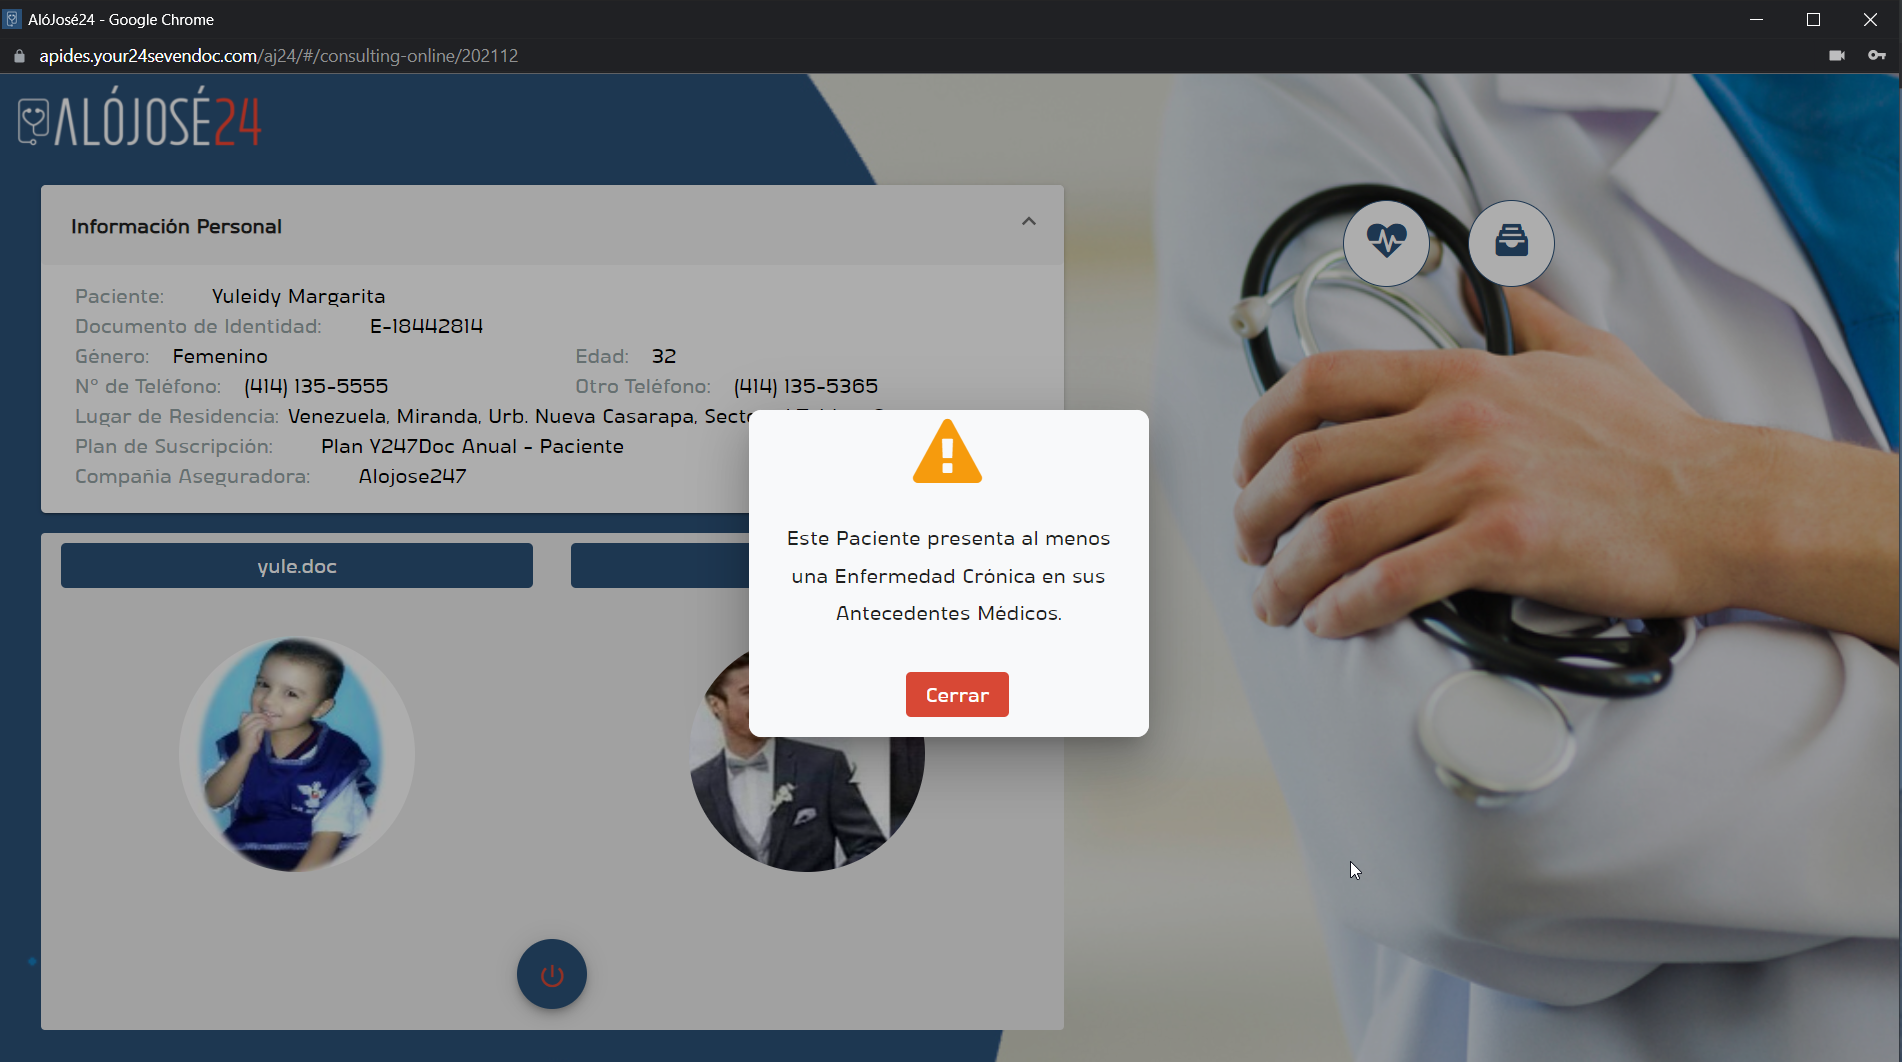 AlóJosé24 - Google Chrome
apides.your24sevendoc.com/aj24/#/consulting-online/202112
ALÓJOSÉ24
Información Personal
Paciente: Yuleidy Margarita
Documento de Identidad: E-18442814
Género: Femenino Edad: 32
N° de Teléfono: (414) 135-5555 Otro Teléfono: (414) 135-5365
Lugar de Residencia: Venezuela, Miranda, Urb. Nueva Casarapa,
Plan de Suscripción: Plan Y247Doc Anual - Paciente
Compañia Aseguradora: Alojose247
yule.doc
Este Paciente presenta al menos
una Enfermedad Crónica en sus
Antecedentes Médicos.
Cerrar